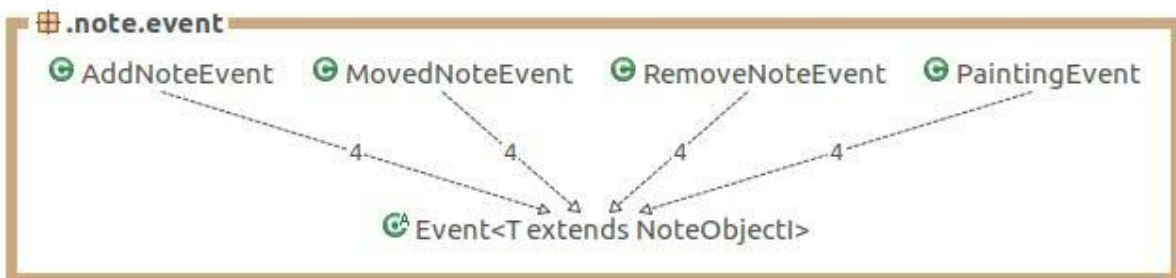 .note.event
AddNoteEvent MovedNoteEvent RemoveNoteEvent PaintingEvent
4 4 4 4
Event<T extends NoteObjectI>